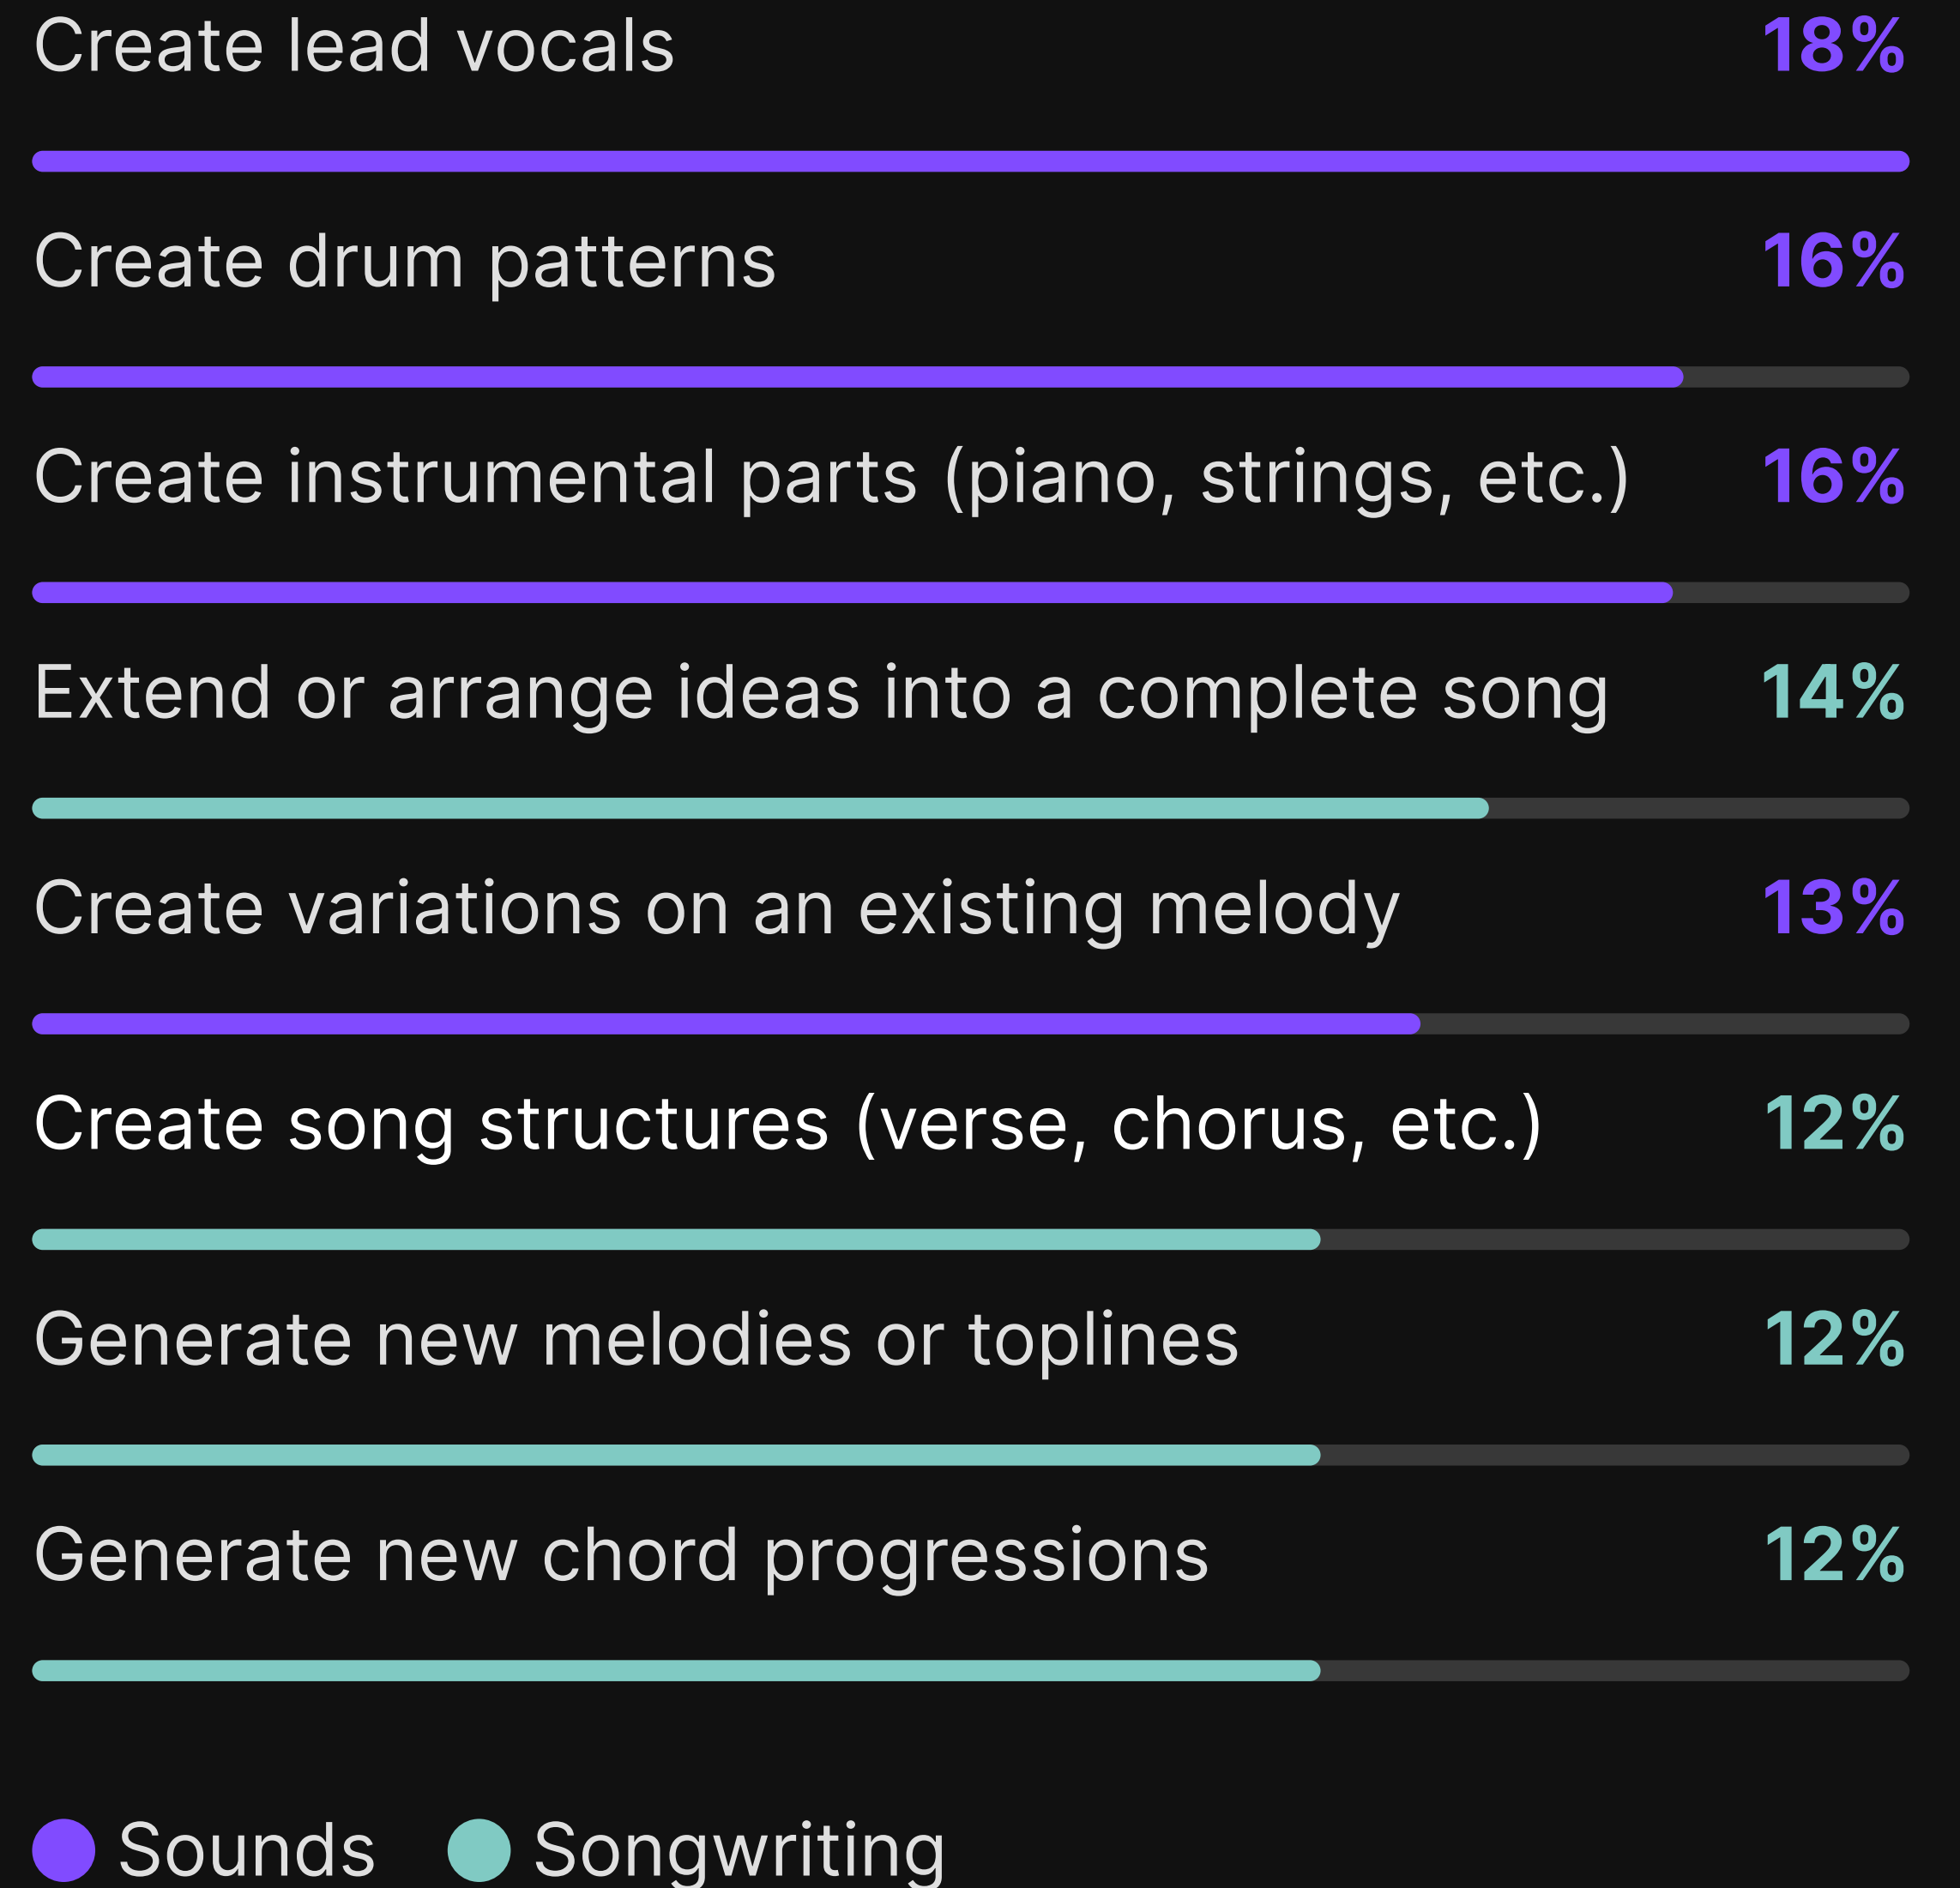 Create lead vocals 18%
Create drum patterns 16%
Create instrumental parts (piano, strings, etc.) 16%
Extend or arrange ideas into a complete song 14%
Create variations on an existing melody 13%
Create song structures (verse, chorus, etc.) 12%
Generate new melodies or toplines 12%
Generate new chord progressions 12%
Sounds Songwriting